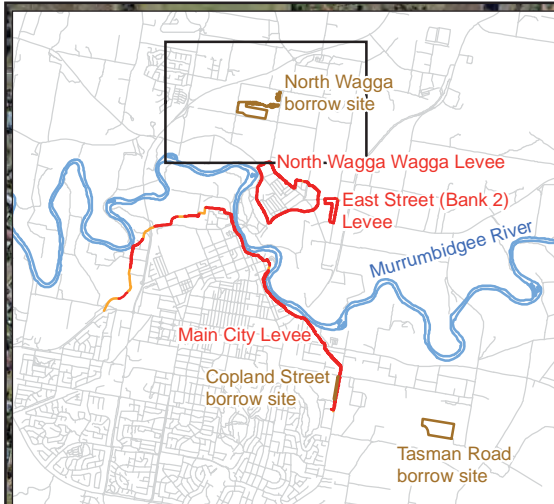 North Wagga
borrow site
North Wagga Wagga Levee
East Street (Bank 2)
Levee
Murrumbidgee River
Main City Levee
Copland Street
borrow site
Tasman Road
borrow site